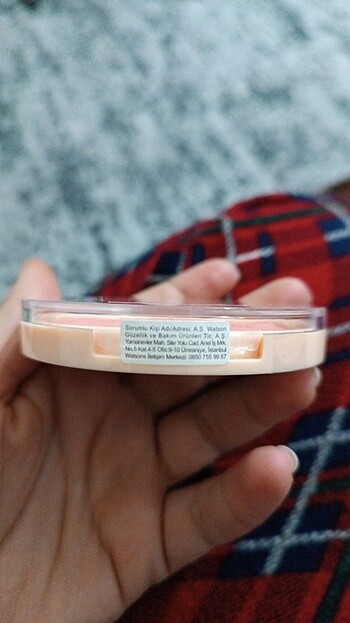 Sorumlu Kişi Adı/Adresi: A.S. Watson
Güzellik ve Bakım Ürünleri Tic. A.Ş.
Yamanevler Mah. Site Yolu Cad. Anel İş Mrk.
No.5 Kat.4-5 Ofis:9-10 Ümraniye, İstanbul
Watsons İletişim Merkezi: 0850 755 99 87